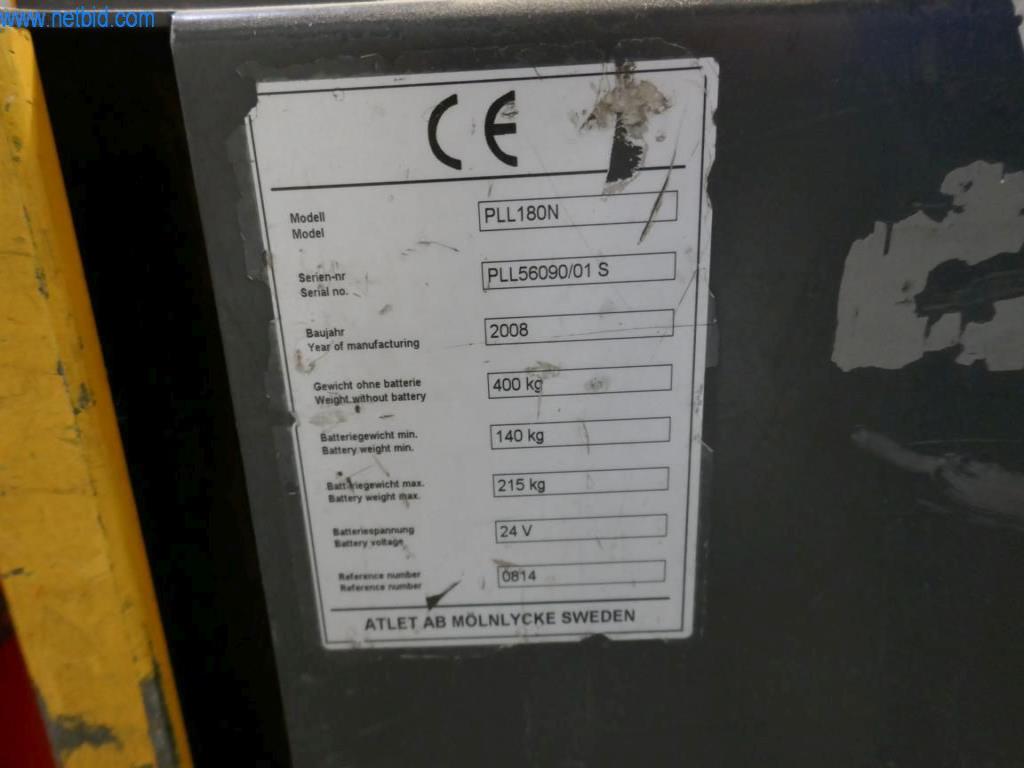 www.netbid.com
CE
Modell
Model
PLL180N
Serien-nr
Serial no.
PLL56090/01 S
Baujahr
Year of manufacturing
2008
Gewicht ohne batterie
Weight without battery
400 kg
Batteriegewicht min.
Battery weight min.
140 kg
Batteriegewicht max.
Battery weight max.
215 kg
Batteriespannung
Battery voltage
24 V
Reference number
Reference number
0814
ATLET AB MÖLNLYCKE SWEDEN